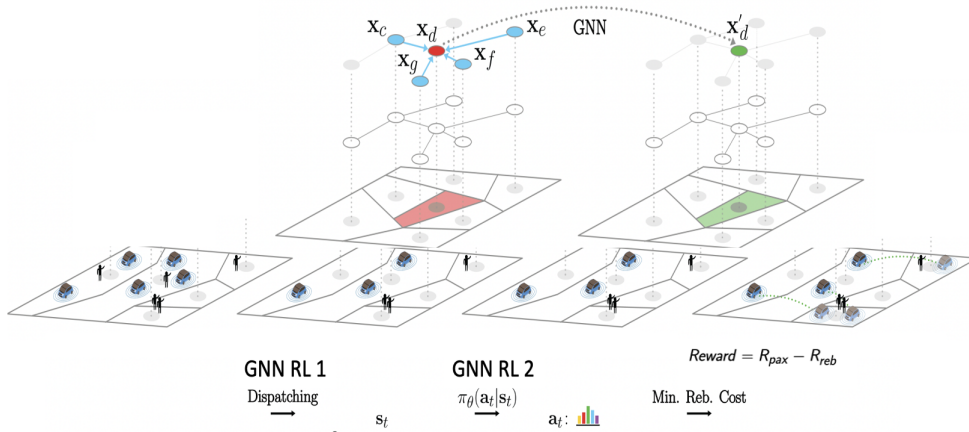 x_c x_d x_e GNN x'_d
x_g x_f
Reward = R_pax − R_reb
GNN RL 1 GNN RL 2
Dispatching π_θ(a_t|s_t) Min. Reb. Cost
s_t a_t: